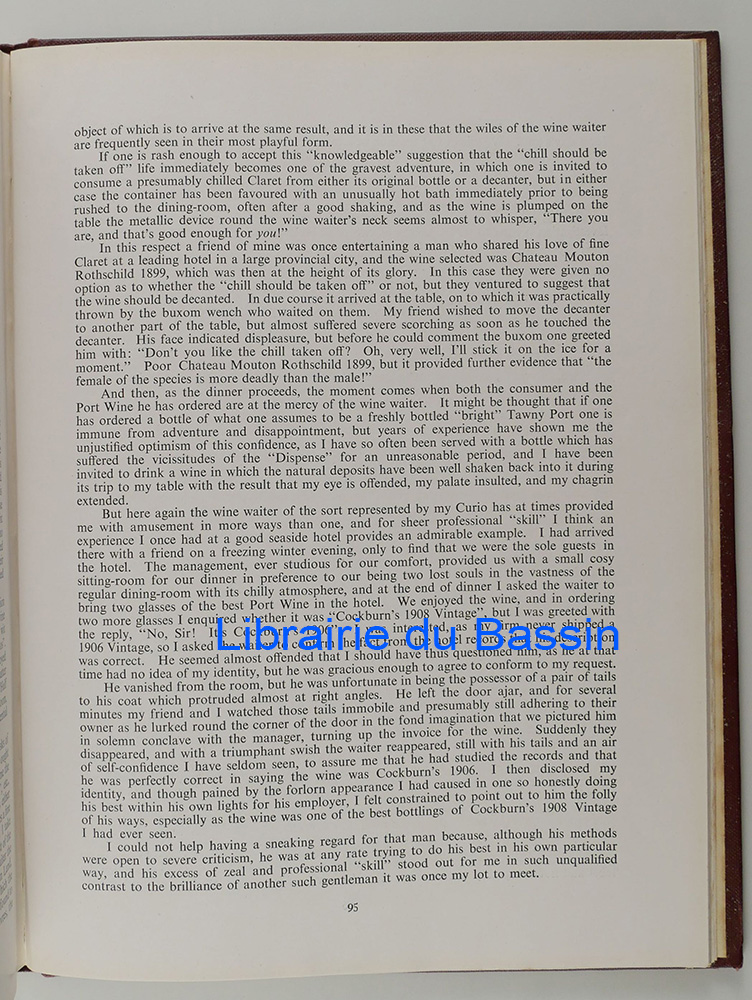 object of which is to arrive at the same result, and it is in these that the wiles of the wine waiter
are frequently seen in their most playful form.
If one is rash enough to accept this “knowledgeable” suggestion that the “chill should be
taken off” life immediately becomes one of the gravest adventure, in which one is invited to
consume a presumably chilled Claret from either its original bottle or a decanter, but in either
case the container has been favoured with an unusually hot bath immediately prior to being
rushed to the dining-room, often after a good shaking, and as the wine is plumped on the
table the metallic device round the wine waiter's neck seems almost to whisper, “There you
are, and that's good enough for you!”
In this respect a friend of mine was once entertaining a man who shared his love of fine
Claret at a leading hotel in a large provincial city, and the wine selected was Chateau Mouton
Rothschild 1899, which was then at the height of its glory. In this case they were given no
option as to whether the “chill should be taken off” or not, but they ventured to suggest that
the wine should be decanted. In due course it arrived at the table, on to which it was practically
thrown by the buxom wench who waited on them. My friend wished to move the decanter
to another part of the table, but almost suffered severe scorching as soon as he touched the
decanter. His face indicated displeasure, but before he could comment the buxom one greeted
him with: “Don't you like the chill taken off? Oh, very well, I'll stick it on the ice for a
moment.” Poor Chateau Mouton Rothschild 1899, but it provided further evidence that “the
female of the species is more deadly than the male!”
And then, as the dinner proceeds, the moment comes when both the consumer and the
Port Wine he has ordered are at the mercy of the wine waiter. It might be thought that if one
has ordered a bottle of what one assumes to be a freshly bottled “bright” Tawny Port one is
immune from adventure and disappointment, but years of experience have shown me the
unjustified optimism of this confidence, as I have so often been served with a bottle which has
suffered the vicissitudes of the “Dispense” for an unreasonable period, and I have been
invited to drink a wine in which the natural deposits have been well shaken back into it during
its trip to my table with the result that my eye is offended, my palate insulted, and my chagrin
extended.
But here again the wine waiter of the sort represented by my Curio has at times provided
me with amusement in more ways than one, and for sheer professional “skill” I think an
experience I once had at a good seaside hotel provides an admirable example. I had arrived
there with a friend on a freezing winter evening, only to find that we were the sole guests in
the hotel. The management, ever studious for our comfort, provided us with a small cosy
sitting-room for our dinner in preference to our being two lost souls in the vastness of the
regular dining-room with its chilly atmosphere, and at the end of dinner I asked the waiter to
bring two glasses of the best Port Wine in the hotel. We enjoyed the wine, and in ordering
two more glasses I enquired whether it was “Cockburn's 1908 Vintage”, but I was greeted with
the reply, “No, Sir! Its firm never shipped a
1906 Vintage, so I asked the hotel description
was correct. He seemed almost offended that I should have thus questioned him, as he at that
time had no idea of my identity, but he was gracious enough to agree to conform to my request.
He vanished from the room, but he was unfortunate in being the possessor of a pair of tails
to his coat which protruded almost at right angles. He left the door ajar, and for several
minutes my friend and I watched those tails immobile and presumably still adhering to their
owner as he lurked round the corner of the door in the fond imagination that we pictured him
in solemn conclave with the manager, turning up the invoice for the wine. Suddenly they
disappeared, and with a triumphant swish the waiter reappeared, still with his tails and an air
of self-confidence I have seldom seen, to assure me that he had studied the records and that
he was perfectly correct in saying the wine was Cockburn's 1906. I then disclosed my
identity, and though pained by the forlorn appearance I had caused in one so honestly doing
his best within his own lights for his employer, I felt constrained to point out to him the folly
of his ways, especially as the wine was one of the best bottlings of Cockburn's 1908 Vintage
I had ever seen.
I could not help having a sneaking regard for that man because, although his methods
were open to severe criticism, he was at any rate trying to do his best in his own particular
way, and his excess of zeal and professional “skill” stood out for me in such unqualified
contrast to the brilliance of another such gentleman it was once my lot to meet.
95
Librairie du Bassin